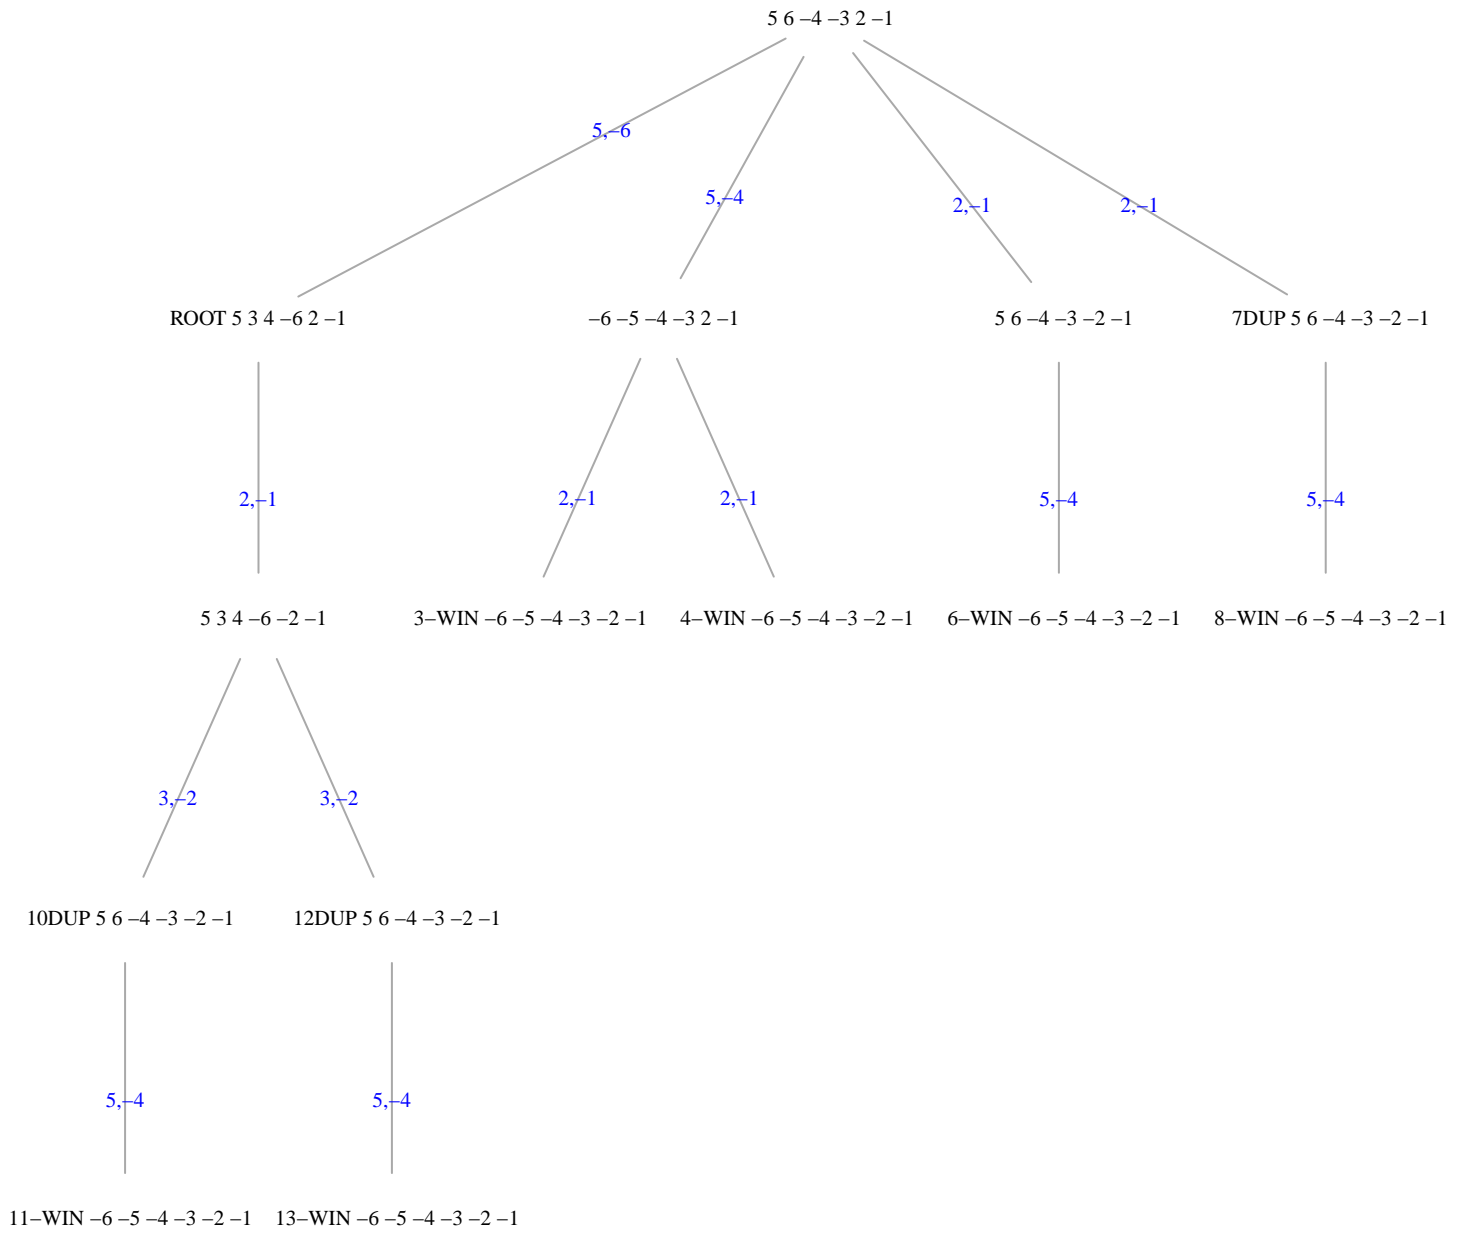 5 6 –4 –3 2 –1
5,–6
5,–4
2,–1
2,–1
ROOT 5 3 4 –6 2 –1
–6 –5 –4 –3 2 –1
5 6 –4 –3 –2 –1
7DUP 5 6 –4 –3 –2 –1
2,–1
2,–1
2,–1
5,–4
5,–4
5 3 4 –6 –2 –1
3–WIN –6 –5 –4 –3 –2 –1
4–WIN –6 –5 –4 –3 –2 –1
6–WIN –6 –5 –4 –3 –2 –1
8–WIN –6 –5 –4 –3 –2 –1
3,–2
3,–2
10DUP 5 6 –4 –3 –2 –1
12DUP 5 6 –4 –3 –2 –1
5,–4
5,–4
11–WIN –6 –5 –4 –3 –2 –1
13–WIN –6 –5 –4 –3 –2 –1